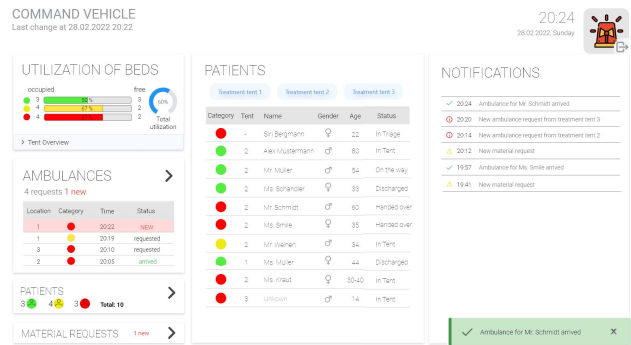 COMMAND VEHICLE
Last change at 28.02.2022 20:22
20:24
28.02.2022, Sunday
UTILIZATION OF BEDS
occupied free
3 50 % 3
4 67 % 2
4 2
60%
Total
utilization
> Tent Overview
AMBULANCES
4 requests 1 new
Location Category Time Status
1 20:22 NEW
1 20:19 requested
3 20:10 requested
2 20:05 arrived
PATIENTS
3 4 3 Total: 10
MATERIAL REQUESTS 1 new
PATIENTS
Treatment tent 1 Treatment tent 2 Treatment tent 3
Category Tent Name Gender Age Status
- Siri Bergmann 22 In Triage
2 Alex Mustermann 80 In Tent
2 Mr. Müller 54 On the way
2 Ms. Schandler 53 Discharged
2 Mr. Schmidt 60 Handed over
2 Ms. Smile 35 Handed over
2 Mr. Weinen 34 In Tent
1 Ms. Müller 44 Discharged
2 Ms. Kraut 30-40 In Tent
3 Unkown 14 In Tent
NOTIFICATIONS
20:24 Ambulance for Mr. Schmidt arrived
20:20 New ambulance request from tent 3
20:14 New ambulance request from treatment tent 2
20:12 New material request
19:57 Ambulance for Ms. Smile arrived
19:41 New material request
Ambulance for Mr. Schmidt arrived